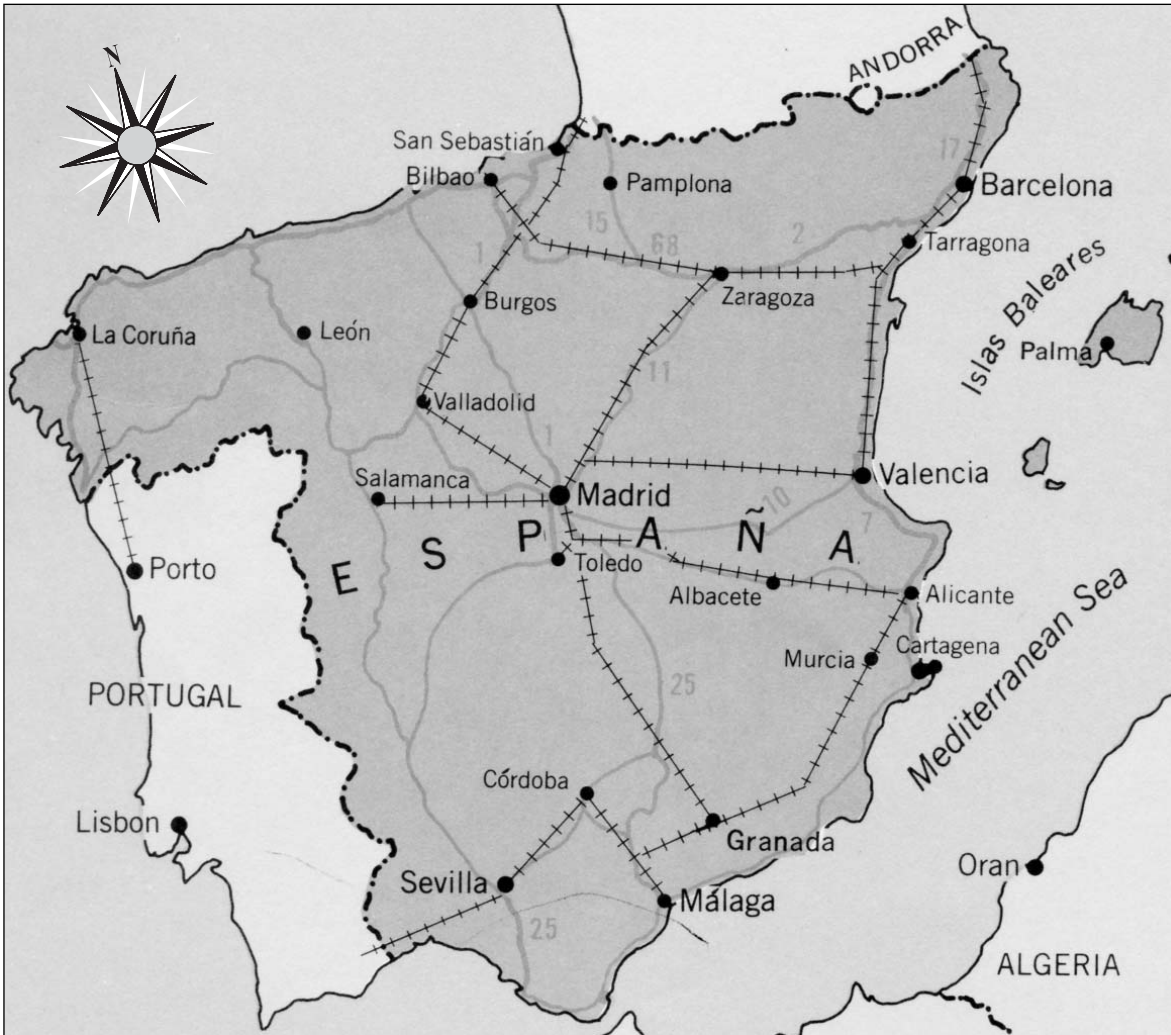 N
ANDORRA
San Sebastián
Bilbao
Pamplona
17
Barcelona
15
68
2
1
Tarragona
Burgos
Zaragoza
Islas Baleares
La Coruña
León
Palma
11
Valladolid
1
Salamanca
Madrid
Valencia
10
7
ESPAÑA
Porto
Toledo
Albacete
Alicante
Cartagena
Murcia
Mediterranean Sea
PORTUGAL
25
Córdoba
Lisbon
Granada
Sevilla
Málaga
Oran
25
ALGERIA